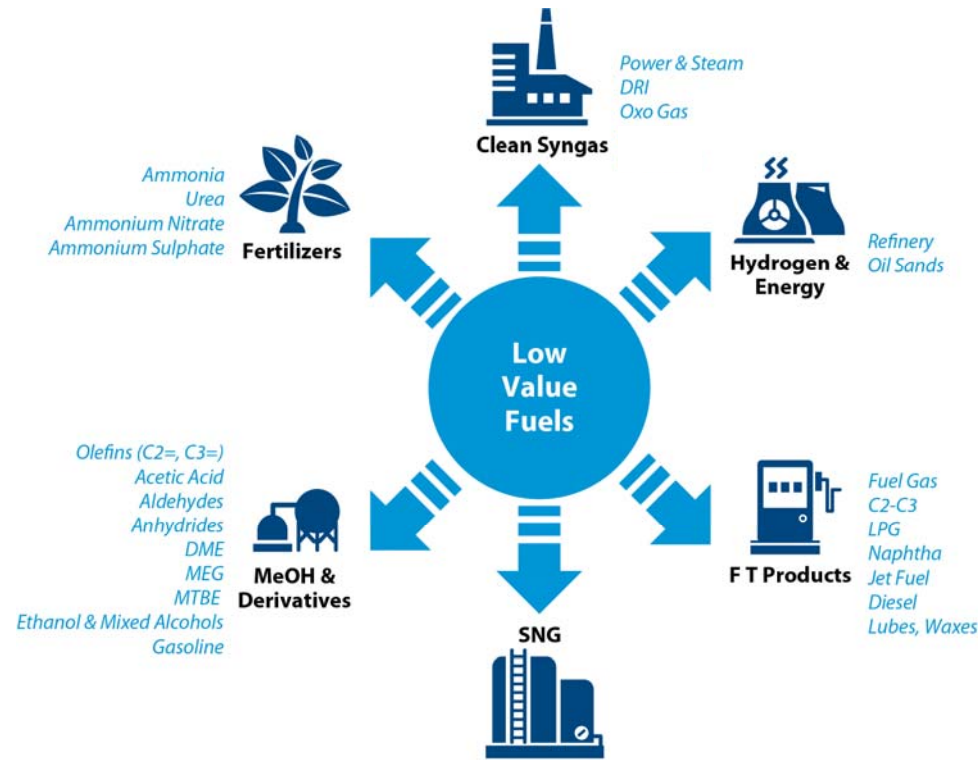 Power & Steam
DRI
Oxo Gas
Clean Syngas
Ammonia
Urea
Ammonium Nitrate
Ammonium Sulphate
Fertilizers
Refinery
Oil Sands
Hydrogen &
Energy
Low
Value
Fuels
Olefins (C2=, C3=)
Acetic Acid
Aldehydes
Anhydrides
DME
MEG
MTBE
Ethanol & Mixed Alcohols
Gasoline
MeOH &
Derivatives
Fuel Gas
C2-C3
LPG
Naphtha
Jet Fuel
Diesel
Lubes, Waxes
F T Products
SNG